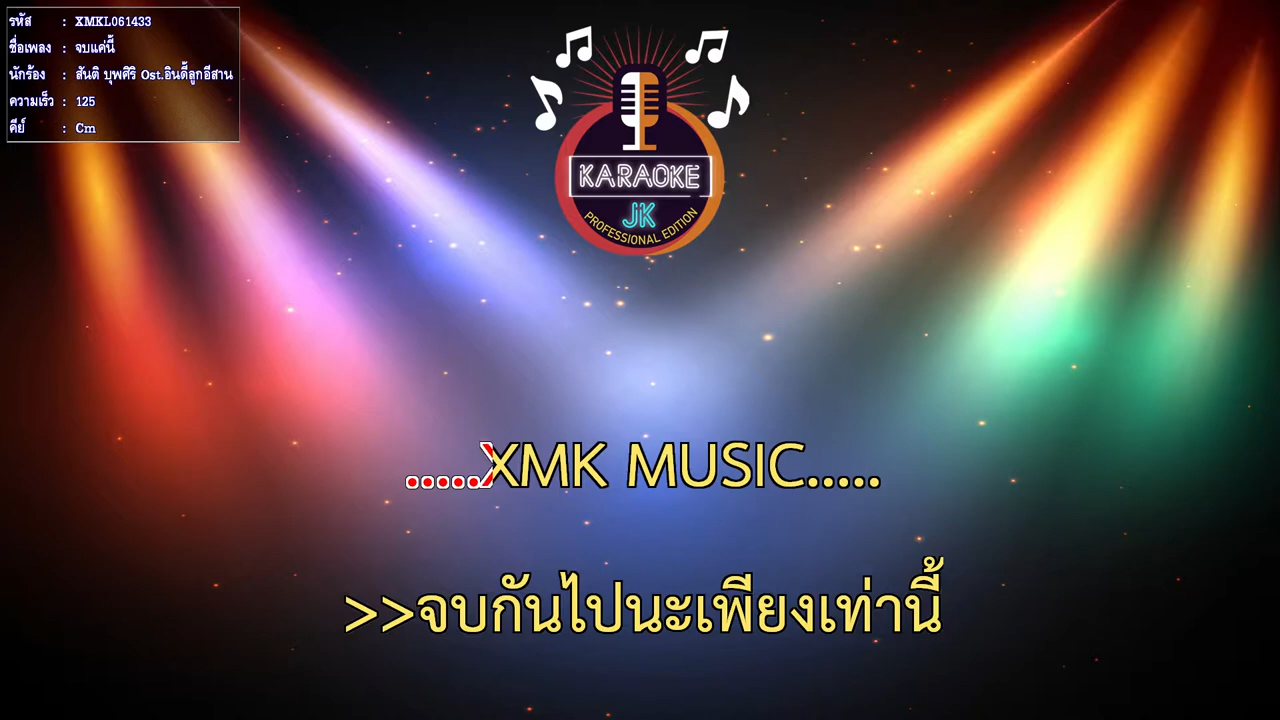 รหัส : XMKL061433
ชื่อเพลง : จบแค่นี้
นักร้อง : สันติ บุพศิริ Ost.อินดี้ลูกอีสาน
ความเร็ว : 125
คีย์ : Cm
KARAOKE
JK
PROFESSIONAL EDITION
.....XMK MUSIC.....
>>จบกันไปนะเพียงเท่านี้